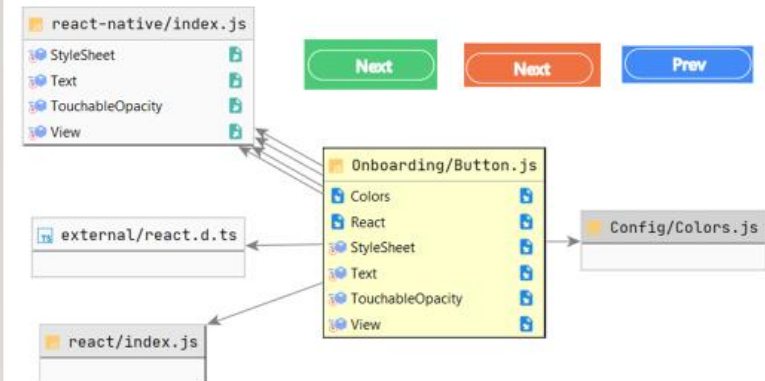 react-native/index.js
StyleSheet
Text
TouchableOpacity
View
Next
Next
Prev
Onboarding/Button.js
Colors
React
StyleSheet
Text
TouchableOpacity
View
TS external/react.d.ts
Config/Colors.js
react/index.js